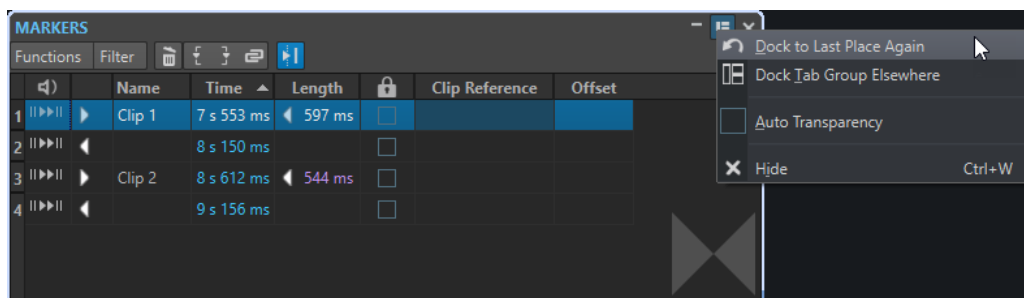 MARKERS
Functions Filter
Name Time Length Clip Reference Offset
1 Clip 1 7 s 553 ms 597 ms
2 8 s 150 ms
3 Clip 2 8 s 612 ms 544 ms
4 9 s 156 ms
Dock to Last Place Again
Dock Tab Group Elsewhere
Auto Transparency
Hide Ctrl+W